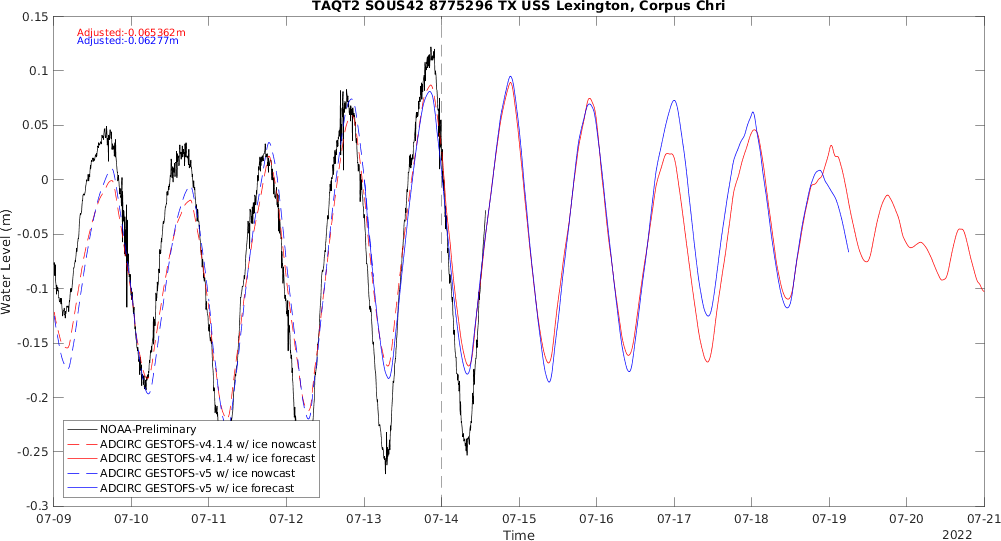 TAQT2 SOUS42 8775296 TX USS Lexington, Corpus Chri
Adjusted:-0.065362m
Adjusted:-0.06277m
0.15
0.1
0.05
0
-0.05
-0.1
-0.15
-0.2
-0.25
-0.3
Water Level (m)
NOAA-Preliminary
ADCIRC GESTOFS-v4.1.4 w/ ice nowcast
ADCIRC GESTOFS-v4.1.4 w/ ice forecast
ADCIRC GESTOFS-v5 w/ ice nowcast
ADCIRC GESTOFS-v5 w/ ice forecast
07-09 07-10 07-11 07-12 07-13 07-14 07-15 07-16 07-17 07-18 07-19 07-20 07-21
Time
2022